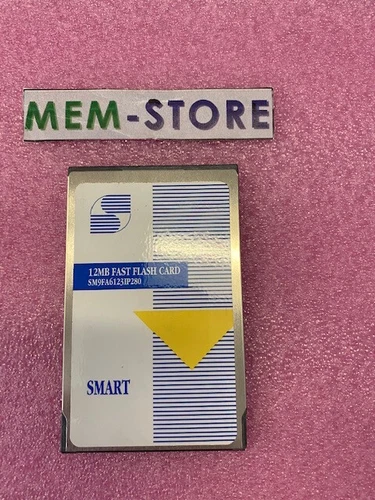 MEM-STORE
12MB FAST FLASH CARD
SM9FA6123IP280
SMART